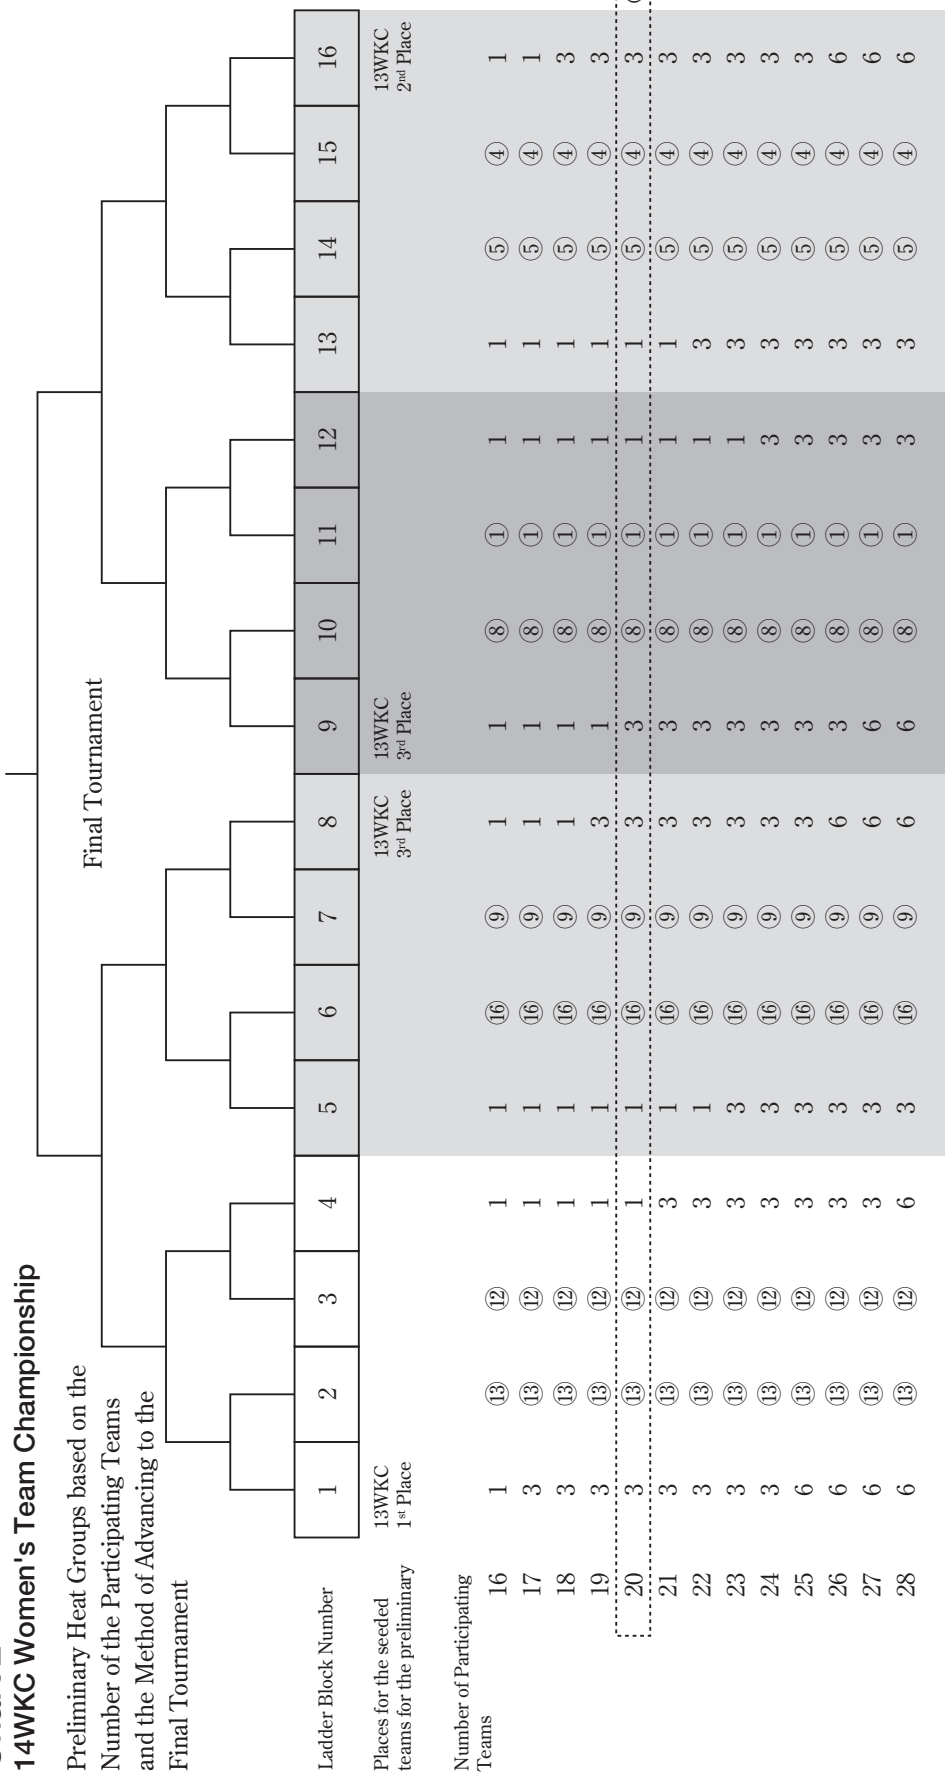 14WKC Women's Team Championship
Preliminary Heat Groups based on the
Number of the Participating Teams
and the Method of Advancing to the
Final Tournament
Final Tournament
Ladder Block Number 1 2 3 4 5 6 7 8 9 10 11 12 13 14 15 16
Places for the seeded
teams for the preliminary
13WKC
1st Place
13WKC
3rd Place
13WKC
3rd Place
13WKC
2nd Place
Number of Participating
Teams
16 1 ⑬ ⑫ 1 1 ⑯ ⑨ 1 1 ⑧ ① 1 1 ⑤ ④ 1
17 3 ⑬ ⑫ 1 1 ⑯ ⑨ 1 1 ⑧ ① 1 1 ⑤ ④ 1
18 3 ⑬ ⑫ 1 1 ⑯ ⑨ 1 1 ⑧ ① 1 1 ⑤ ④ 3
19 3 ⑬ ⑫ 1 1 ⑯ ⑨ 3 1 ⑧ ① 1 1 ⑤ ④ 3
20 3 ⑬ ⑫ 1 1 ⑯ ⑨ 3 3 ⑧ ① 1 1 ⑤ ④ 3
21 3 ⑬ ⑫ 3 1 ⑯ ⑨ 3 3 ⑧ ① 1 1 ⑤ ④ 3
22 3 ⑬ ⑫ 3 1 ⑯ ⑨ 3 3 ⑧ ① 1 3 ⑤ ④ 3
23 3 ⑬ ⑫ 3 3 ⑯ ⑨ 3 3 ⑧ ① 1 3 ⑤ ④ 3
24 3 ⑬ ⑫ 3 3 ⑯ ⑨ 3 3 ⑧ ① 3 3 ⑤ ④ 3
25 6 ⑬ ⑫ 3 3 ⑯ ⑨ 3 3 ⑧ ① 3 3 ⑤ ④ 3
26 6 ⑬ ⑫ 3 3 ⑯ ⑨ 6 3 ⑧ ① 3 3 ⑤ ④ 6
27 6 ⑬ ⑫ 3 3 ⑯ ⑨ 6 6 ⑧ ① 3 3 ⑤ ④ 6
28 6 ⑬ ⑫ 6 3 ⑯ ⑨ 6 6 ⑧ ① 3 3 ⑤ ④ 6